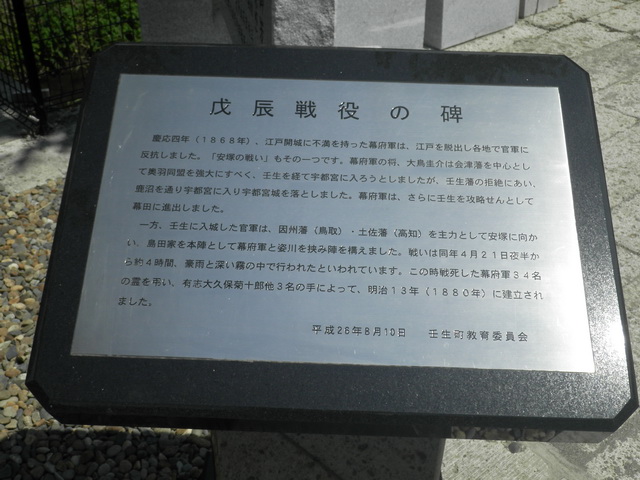 戊辰戦役の碑
慶応四年（1868年）、江戸開城に不満を持った幕府軍は、江戸を脱出し各地で官軍に
反抗しました。「安塚の戦い」もその一つです。幕府軍の将、大鳥圭介は会津藩を中心とし
て奥羽同盟を強大にすべく、壬生を経て宇都宮に入ろうとしましたが、壬生藩の拒絶にあい、
鹿沼を通り宇都宮に入り宇都宮城を落としました。幕府軍は、さらに壬生を攻略せんとして
幕田に進出しました。
一方、壬生に入城した官軍は、因州藩（鳥取）・土佐藩（高知）を主力として安塚に向か
い、島田家を本陣として幕府軍と姿川を挟み陣を構えました。戦いは同年4月21日夜半か
ら約4時間、豪雨と深い霧の中で行われたといわれています。この時戦死した幕府軍34名
の霊を弔い、有志大久保菊十郎他3名の手によって、明治13年（1880年）に建立され
ました。
平成26年8月10日　壬生町教育委員会